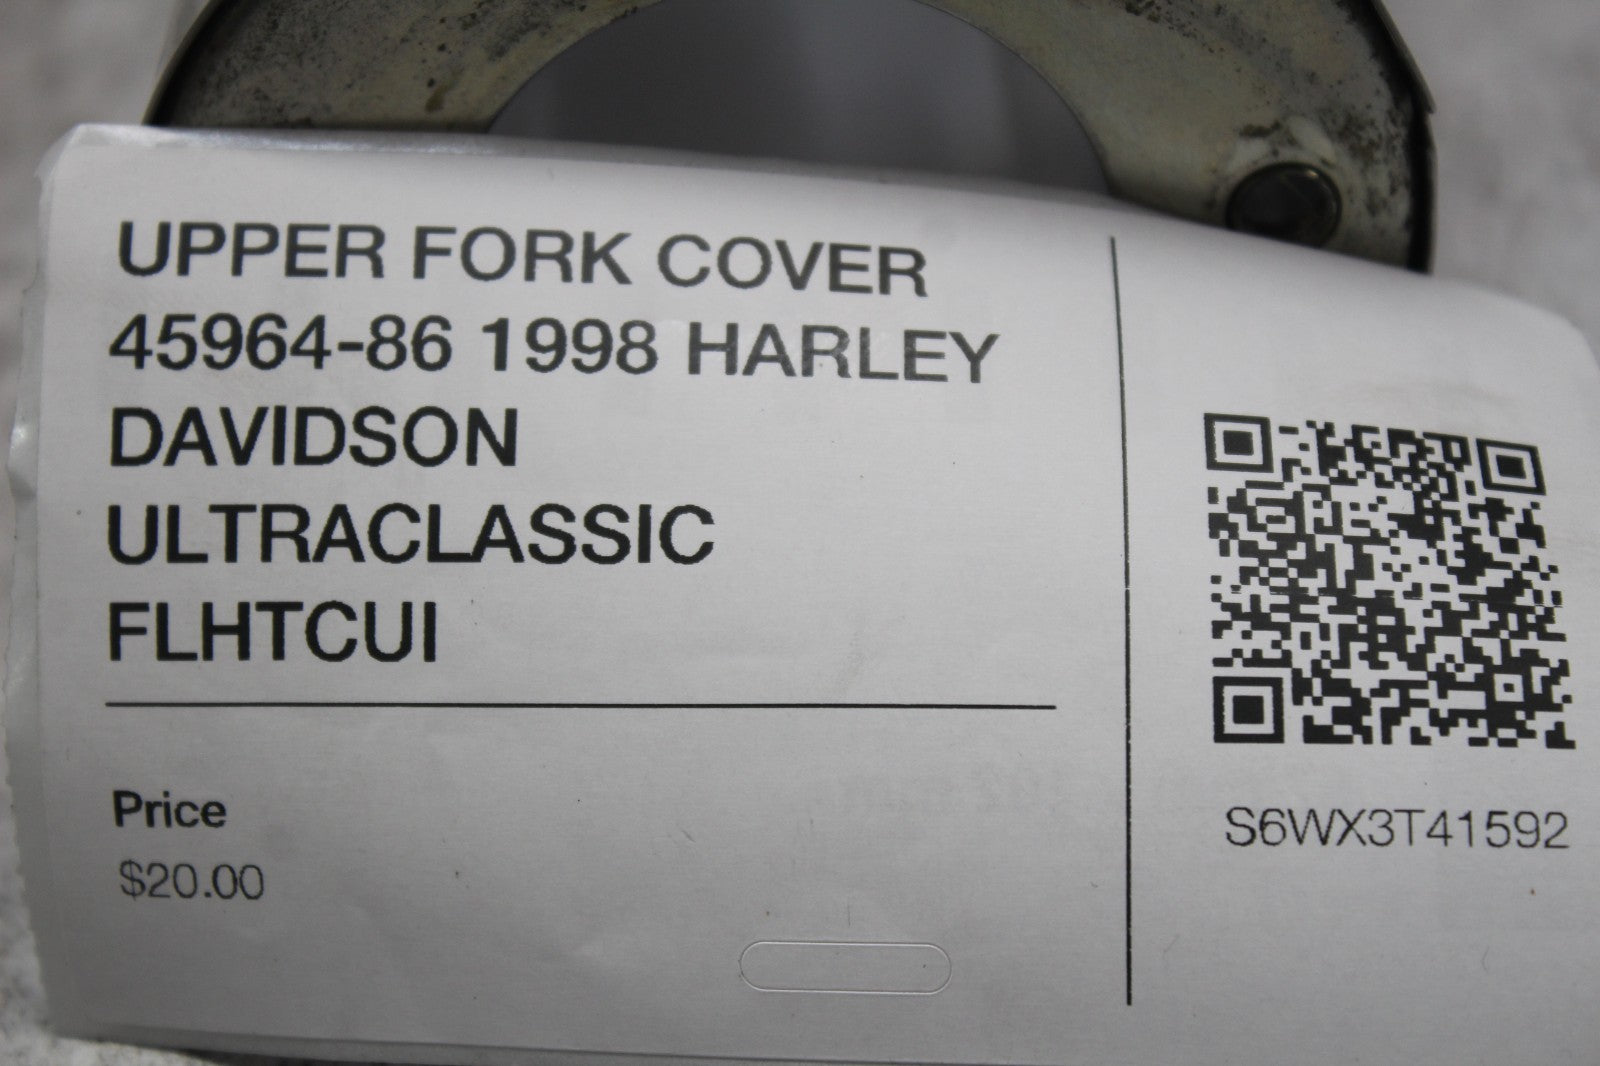 UPPER FORK COVER
45964-86 1998 HARLEY
DAVIDSON
ULTRACLASSIC
FLHTCUI
Price
$20.00
S6WX3T41592